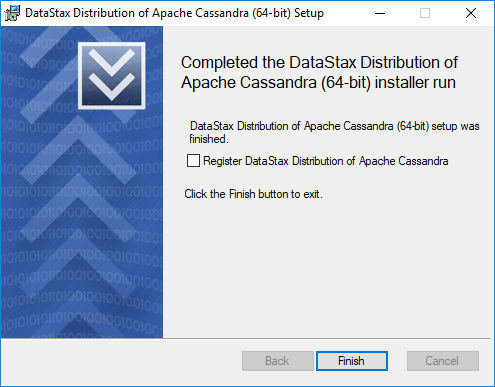 DataStax Distribution of Apache Cassandra (64-bit) Setup
Completed the DataStax Distribution of
Apache Cassandra (64-bit) installer run
DataStax Distribution of Apache Cassandra (64-bit) setup was
finished.
Register DataStax Distribution of Apache Cassandra
Click the Finish button to exit.
Back Finish Cancel